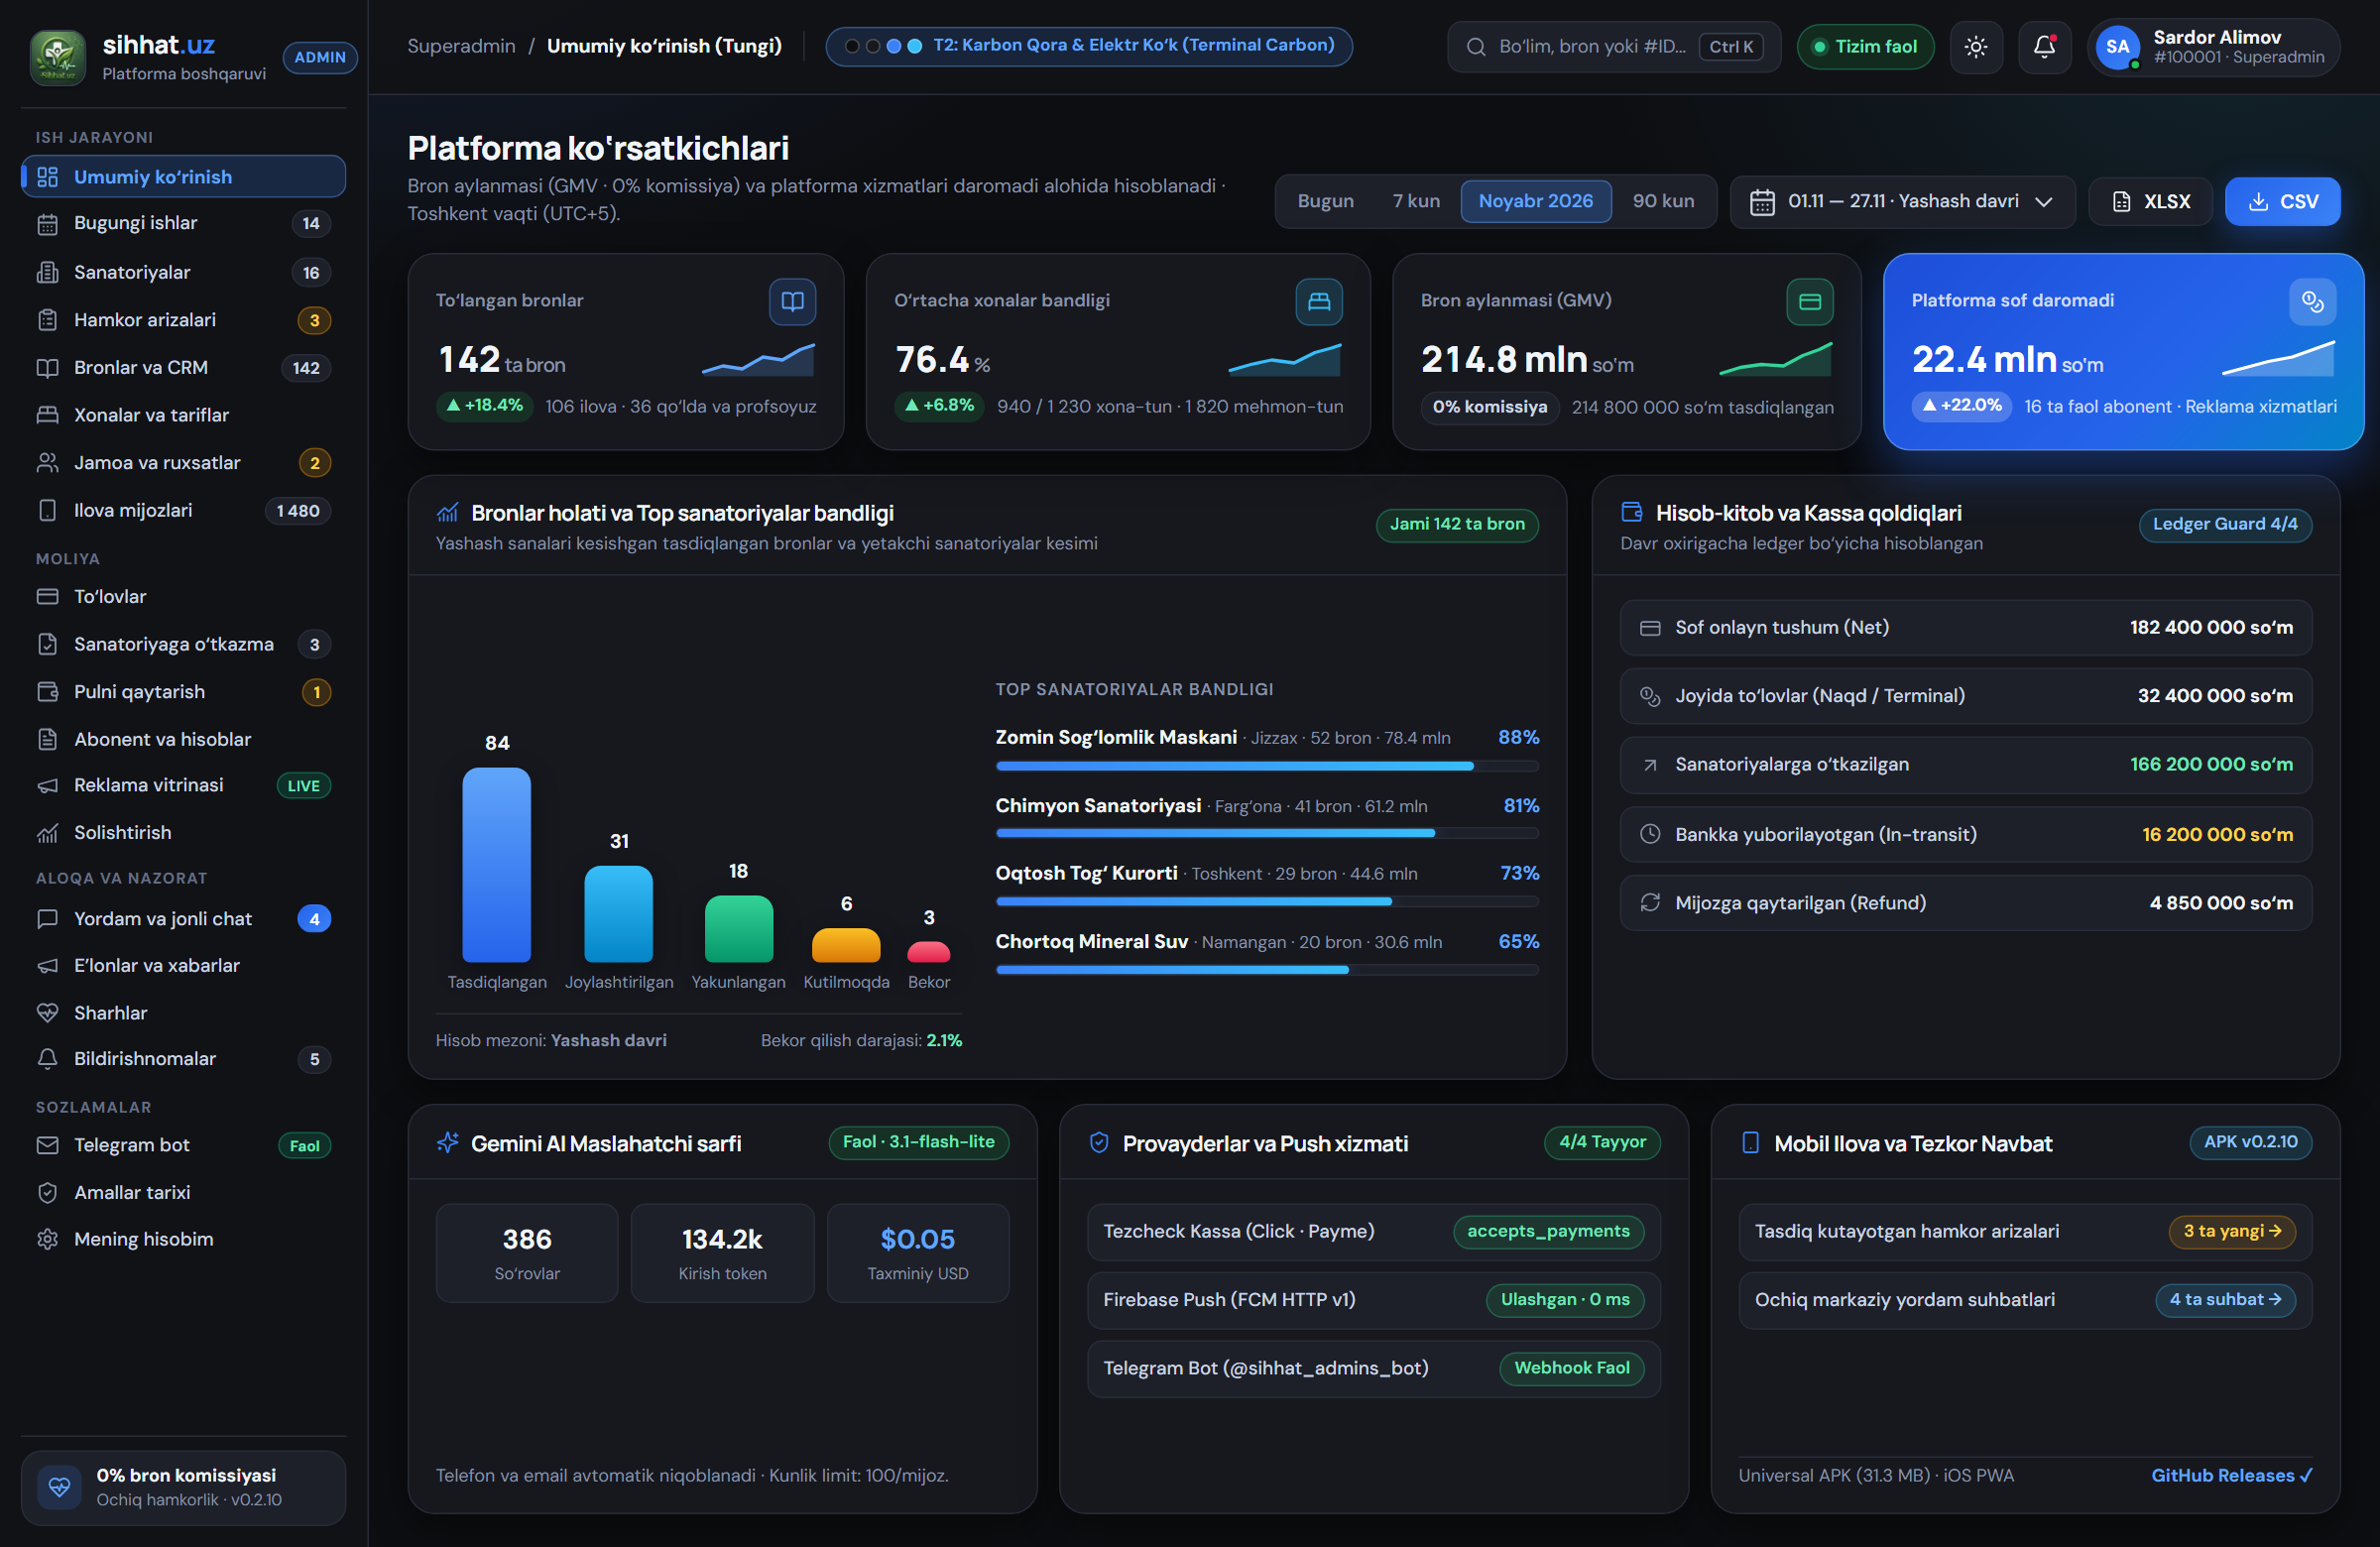 sihhat.uz
Platforma boshqaruvi
ADMIN
ISH JARAYONI
Umumiy ko‘rinish
Bugungi ishlar 14
Sanatoriyalar 16
Hamkor arizalari 3
Bronlar va CRM 142
Xonalar va tariflar
Jamoa va ruxsatlar 2
Ilova mijozlari 1 480
MOLIYA
To‘lovlar
Sanatoriyaga o‘tkazma 3
Pulni qaytarish 1
Abonent va hisoblar
Reklama vitrinasi LIVE
Solishtirish
ALOQA VA NAZORAT
Yordam va jonli chat 4
E’lonlar va xabarlar
Sharhlar
Bildirishnomalar 5
SOZLAMALAR
Telegram bot Faol
Amallar tarixi
Mening hisobim
0% bron komissiyasi
Ochiq hamkorlik · v0.2.10
Superadmin / Umumiy ko‘rinish (Tungi)
T2: Karbon Qora & Elektr Ko‘k (Terminal Carbon)
Bo‘lim, bron yoki #ID... Ctrl K
Tizim faol
SA
Sardor Alimov
#100001 · Superadmin
Platforma ko‘rsatkichlari
Bron aylanmasi (GMV · 0% komissiya) va platforma xizmatlari daromadi alohida hisoblanadi ·
Toshkent vaqti (UTC+5).
Bugun 7 kun Noyabr 2026 90 kun
01.11 — 27.11 · Yashash davri
XLSX
CSV
To‘langan bronlar
142 ta bron
▲ +18.4% 106 ilova · 36 qo‘lda va profsoyuz
O‘rtacha xonalar bandligi
76.4 %
▲ +6.8% 940 / 1 230 xona-tun · 1 820 mehmon-tun
Bron aylanmasi (GMV)
214.8 mln so‘m
0% komissiya 214 800 000 so‘m tasdiqlangan
Platforma sof daromadi
22.4 mln so‘m
▲ +22.0% 16 ta faol abonent · Reklama xizmatlari
Bronlar holati va Top sanatoriyalar bandligi
Yashash sanalari kesishgan tasdiqlangan bronlar va yetakchi sanatoriyalar kesimi
Jami 142 ta bron
84
31
18
6
3
Tasdiqlangan Joylashtirilgan Yakunlangan Kutilmoqda Bekor
Hisob mezoni: Yashash davri Bekor qilish darajasi: 2.1%
TOP SANATORIYALAR BANDLIGI
Zomin Sog‘lomlik Maskani · Jizzax · 52 bron · 78.4 mln 88%
Chimyon Sanatoriyasi · Farg‘ona · 41 bron · 61.2 mln 81%
Oqtosh Tog‘ Kurorti · Toshkent · 29 bron · 44.6 mln 73%
Chortoq Mineral Suv · Namangan · 20 bron · 30.6 mln 65%
Hisob-kitob va Kassa qoldiqlari
Davr oxirigacha ledger bo‘yicha hisoblangan
Ledger Guard 4/4
Sof onlayn tushum (Net) 182 400 000 so‘m
Joyida to‘lovlar (Naqd / Terminal) 32 400 000 so‘m
Sanatoriyalarga o‘tkazilgan 166 200 000 so‘m
Bankka yuborilayotgan (In-transit) 16 200 000 so‘m
Mijozga qaytarilgan (Refund) 4 850 000 so‘m
Gemini AI Maslahatchi sarfi
Faol · 3.1-flash-lite
386 134.2k $0.05
So‘rovlar Kirish token Taxminiy USD
Telefon va email avtomatik niqoblanadi · Kunlik limit: 100/mijoz.
Provayderlar va Push xizmati
4/4 Tayyor
Tezcheck Kassa (Click · Payme) accepts_payments
Firebase Push (FCM HTTP v1) Ulashgan · 0 ms
Telegram Bot (@sihhat_admins_bot) Webhook Faol
Mobil Ilova va Tezkor Navbat
APK v0.2.10
Tasdiq kutayotgan hamkor arizalari 3 ta yangi →
Ochiq markaziy yordam suhbatlari 4 ta suhbat →
Universal APK (31.3 MB) · iOS PWA GitHub Releases ✓